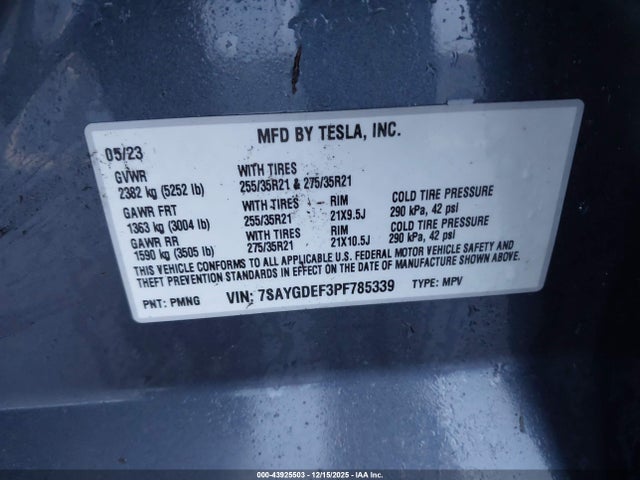 MFD BY TESLA, INC.
05/23
GVWR WITH TIRES
2382 kg (5252 lb) 255/35R21 & 275/35R21
GAWR FRT WITH TIRES RIM COLD TIRE PRESSURE
1363 kg (3004 lb) 255/35R21 21X9.5J 290 kPa, 42 psi
GAWR RR WITH TIRES RIM COLD TIRE PRESSURE
1590 kg (3505 lb) 275/35R21 21X10.5J 290 kPa, 42 psi
THIS VEHICLE CONFORMS TO ALL APPLICABLE U.S. FEDERAL MOTOR VEHICLE SAFETY AND
THEFT PREVENTION STANDARDS IN EFFECT ON THE DATE OF MANUFACTURE SHOWN ABOVE.
PNT: PMNG VIN: 7SAYGDEF3PF785339 TYPE: MPV
000-43925503 - 12/15/2025 - IAA Inc.